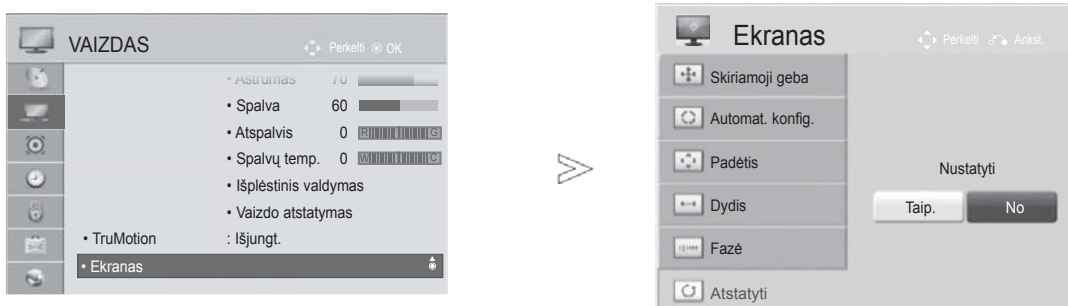 VAIZDAS
Perkelti OK
• Aštrumas 70
• Spalva 60
• Atspalvis 0 R G
• Spalvų temp. 0 W C
• Išplėstinis valdymas
• Vaizdo atstatymas
• TruMotion : Išjungt.
• Ekranas
Ekranas
Perkelti Ankst.
Skiriamoji geba
Automat. konfig.
Padėtis
Dydis
Fazė
Atstatyti
Nustatyti
Taip. No